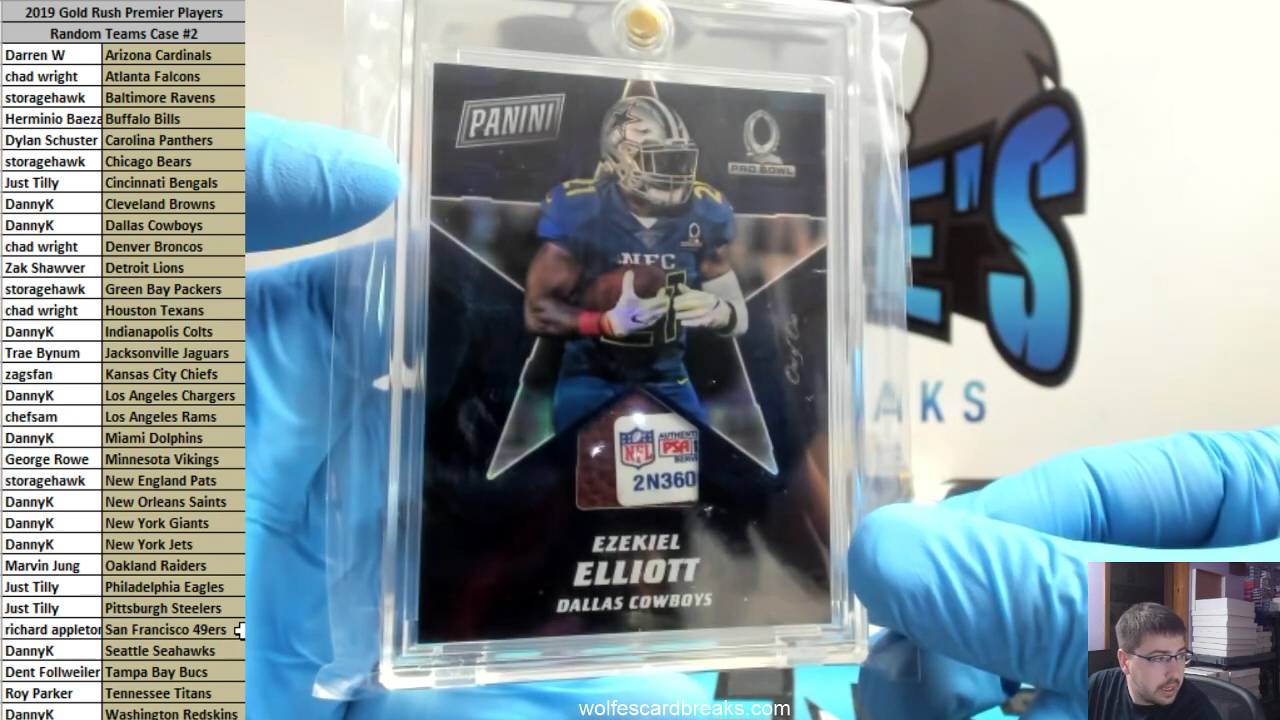 2019 Gold Rush Premier Players
Random Teams Case #2
Darren W Arizona Cardinals
chad wright Atlanta Falcons
storagehawk Baltimore Ravens
Herminio Baeza Buffalo Bills
Dylan Schuster Carolina Panthers
storagehawk Chicago Bears
Just Tilly Cincinnati Bengals
DannyK Cleveland Browns
DannyK Dallas Cowboys
chad wright Denver Broncos
Zak Shawver Detroit Lions
storagehawk Green Bay Packers
chad wright Houston Texans
DannyK Indianapolis Colts
Trae Bynum Jacksonville Jaguars
zagsfan Kansas City Chiefs
DannyK Los Angeles Chargers
chefsam Los Angeles Rams
DannyK Miami Dolphins
George Rowe Minnesota Vikings
storagehawk New England Pats
DannyK New Orleans Saints
DannyK New York Giants
DannyK New York Jets
Marvin Jung Oakland Raiders
Just Tilly Philadelphia Eagles
Just Tilly Pittsburgh Steelers
richard appleton San Francisco 49ers
DannyK Seattle Seahawks
Dent Follweiler Tampa Bay Bucs
Roy Parker Tennessee Titans
DannyK Washington Redskins
PANINI
PRO BOWL
21 2
NFC
21
NFL
AUTHENT
PSA
SERV
2N360
EZEKIEL
ELLIOTT
DALLAS COWBOYS
E'S
AKS
wolfescardbreaks.com